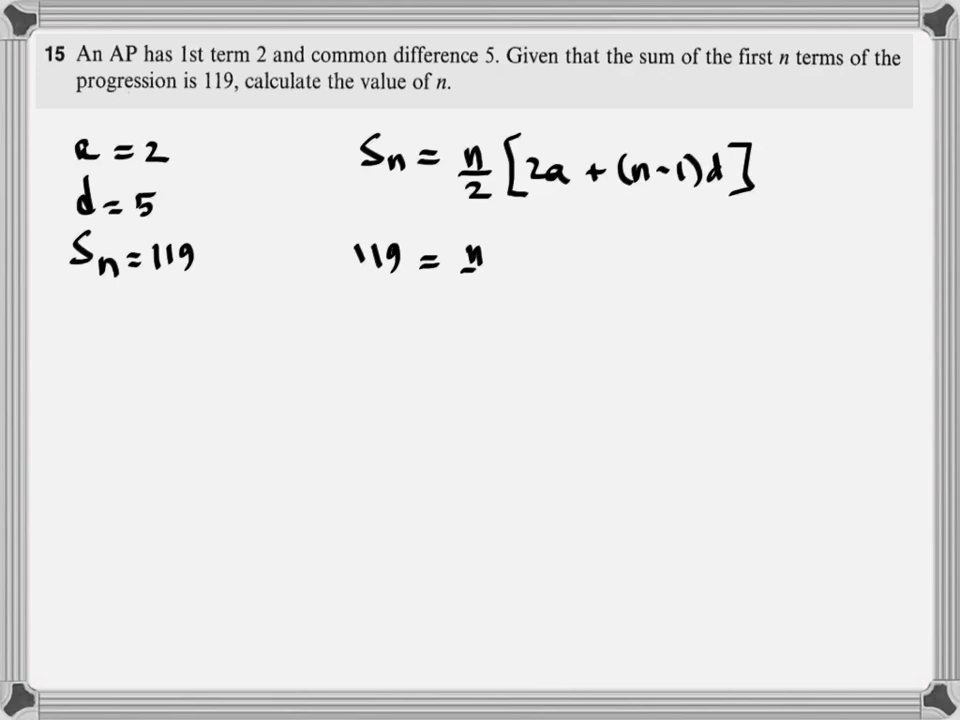 15 An AP has 1st term 2 and common difference 5. Given that the sum of the first n terms of the
progression is 119, calculate the value of n.
a = 2
d = 5
Sn = 119
Sn = n/2 [2a + (n-1)d]
119 = n